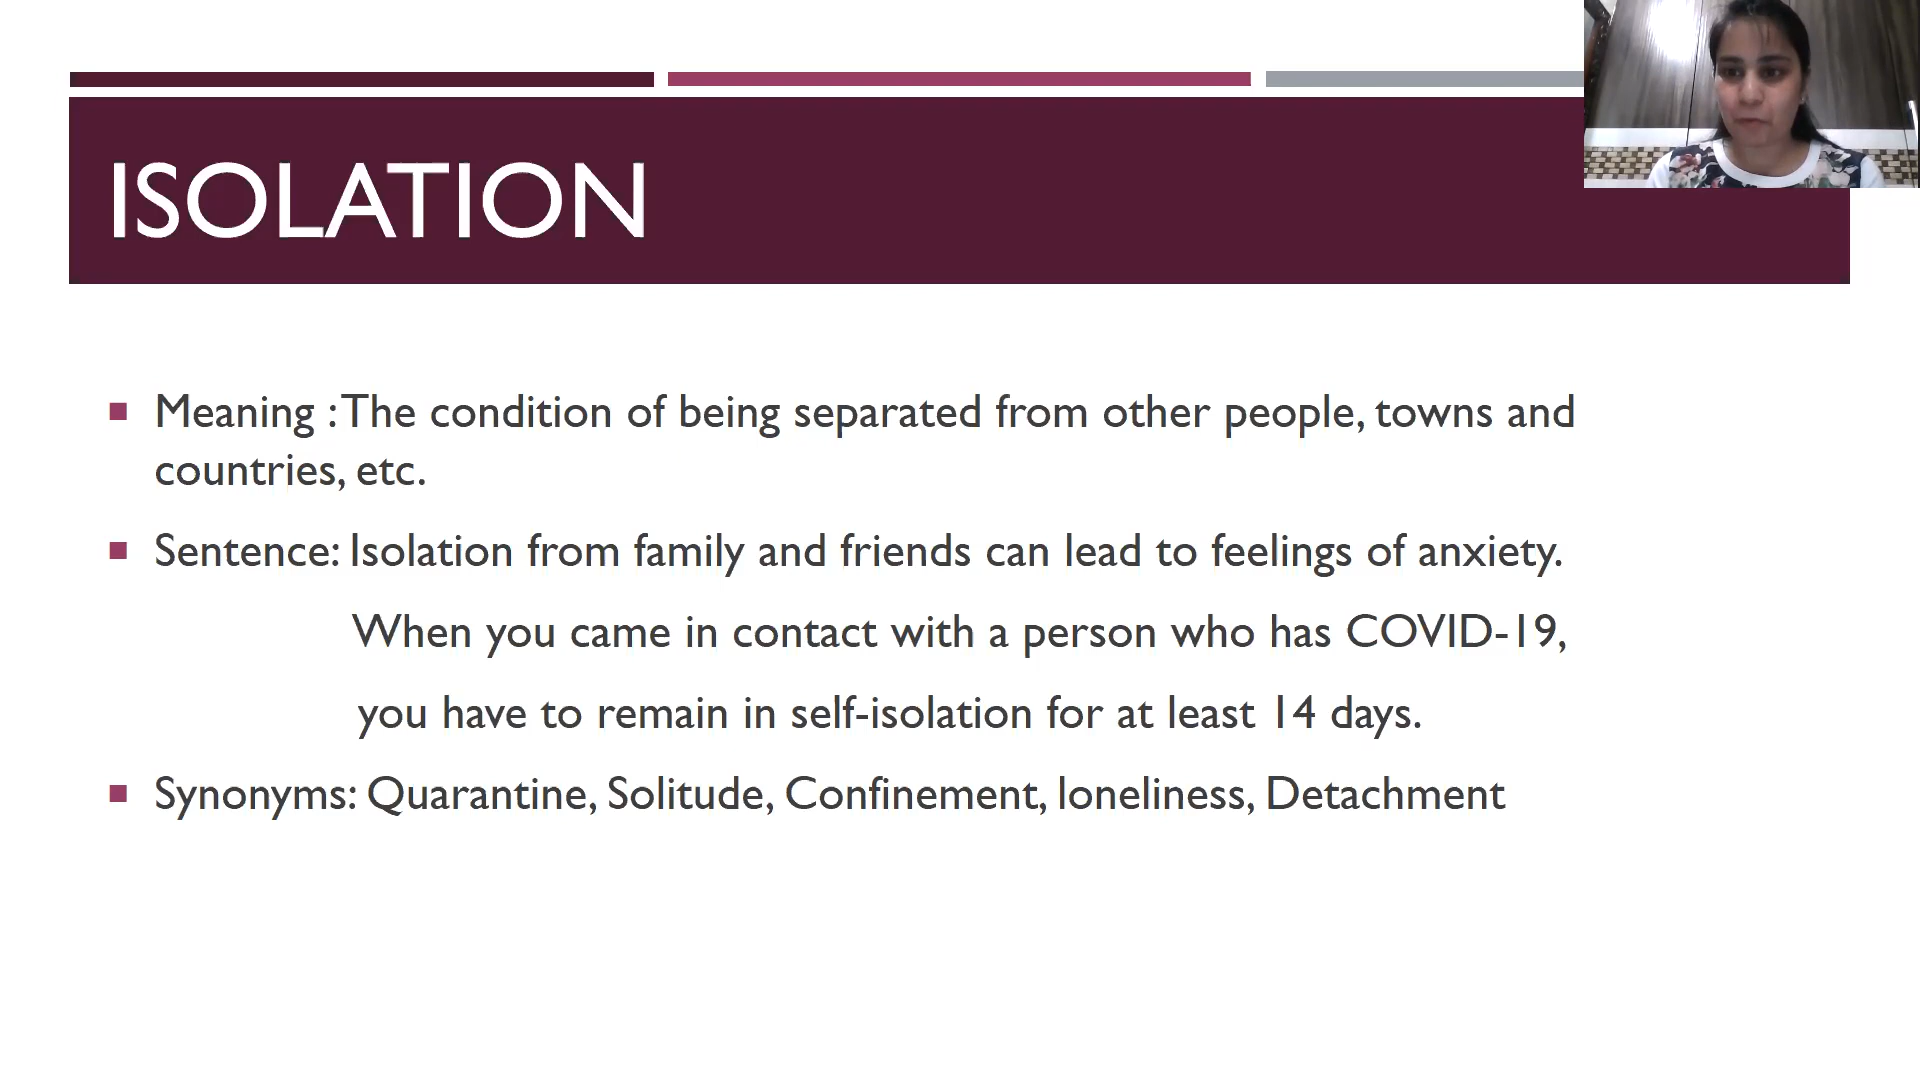 ISOLATION
Meaning : The condition of being separated from other people, towns and
countries, etc.
Sentence: Isolation from family and friends can lead to feelings of anxiety.
When you came in contact with a person who has COVID-19,
you have to remain in self-isolation for at least 14 days.
Synonyms: Quarantine, Solitude, Confinement, loneliness, Detachment